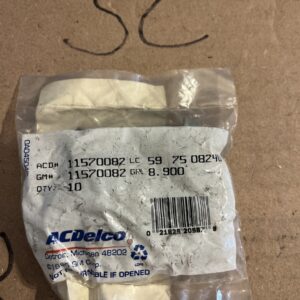 SC
ACD# 11570082 LC 59 75 0824
GM# 11570082 GR. 8.900
QTY: 10
ACDelco
Detroit, Michigan 48202
NOT IF OPENED